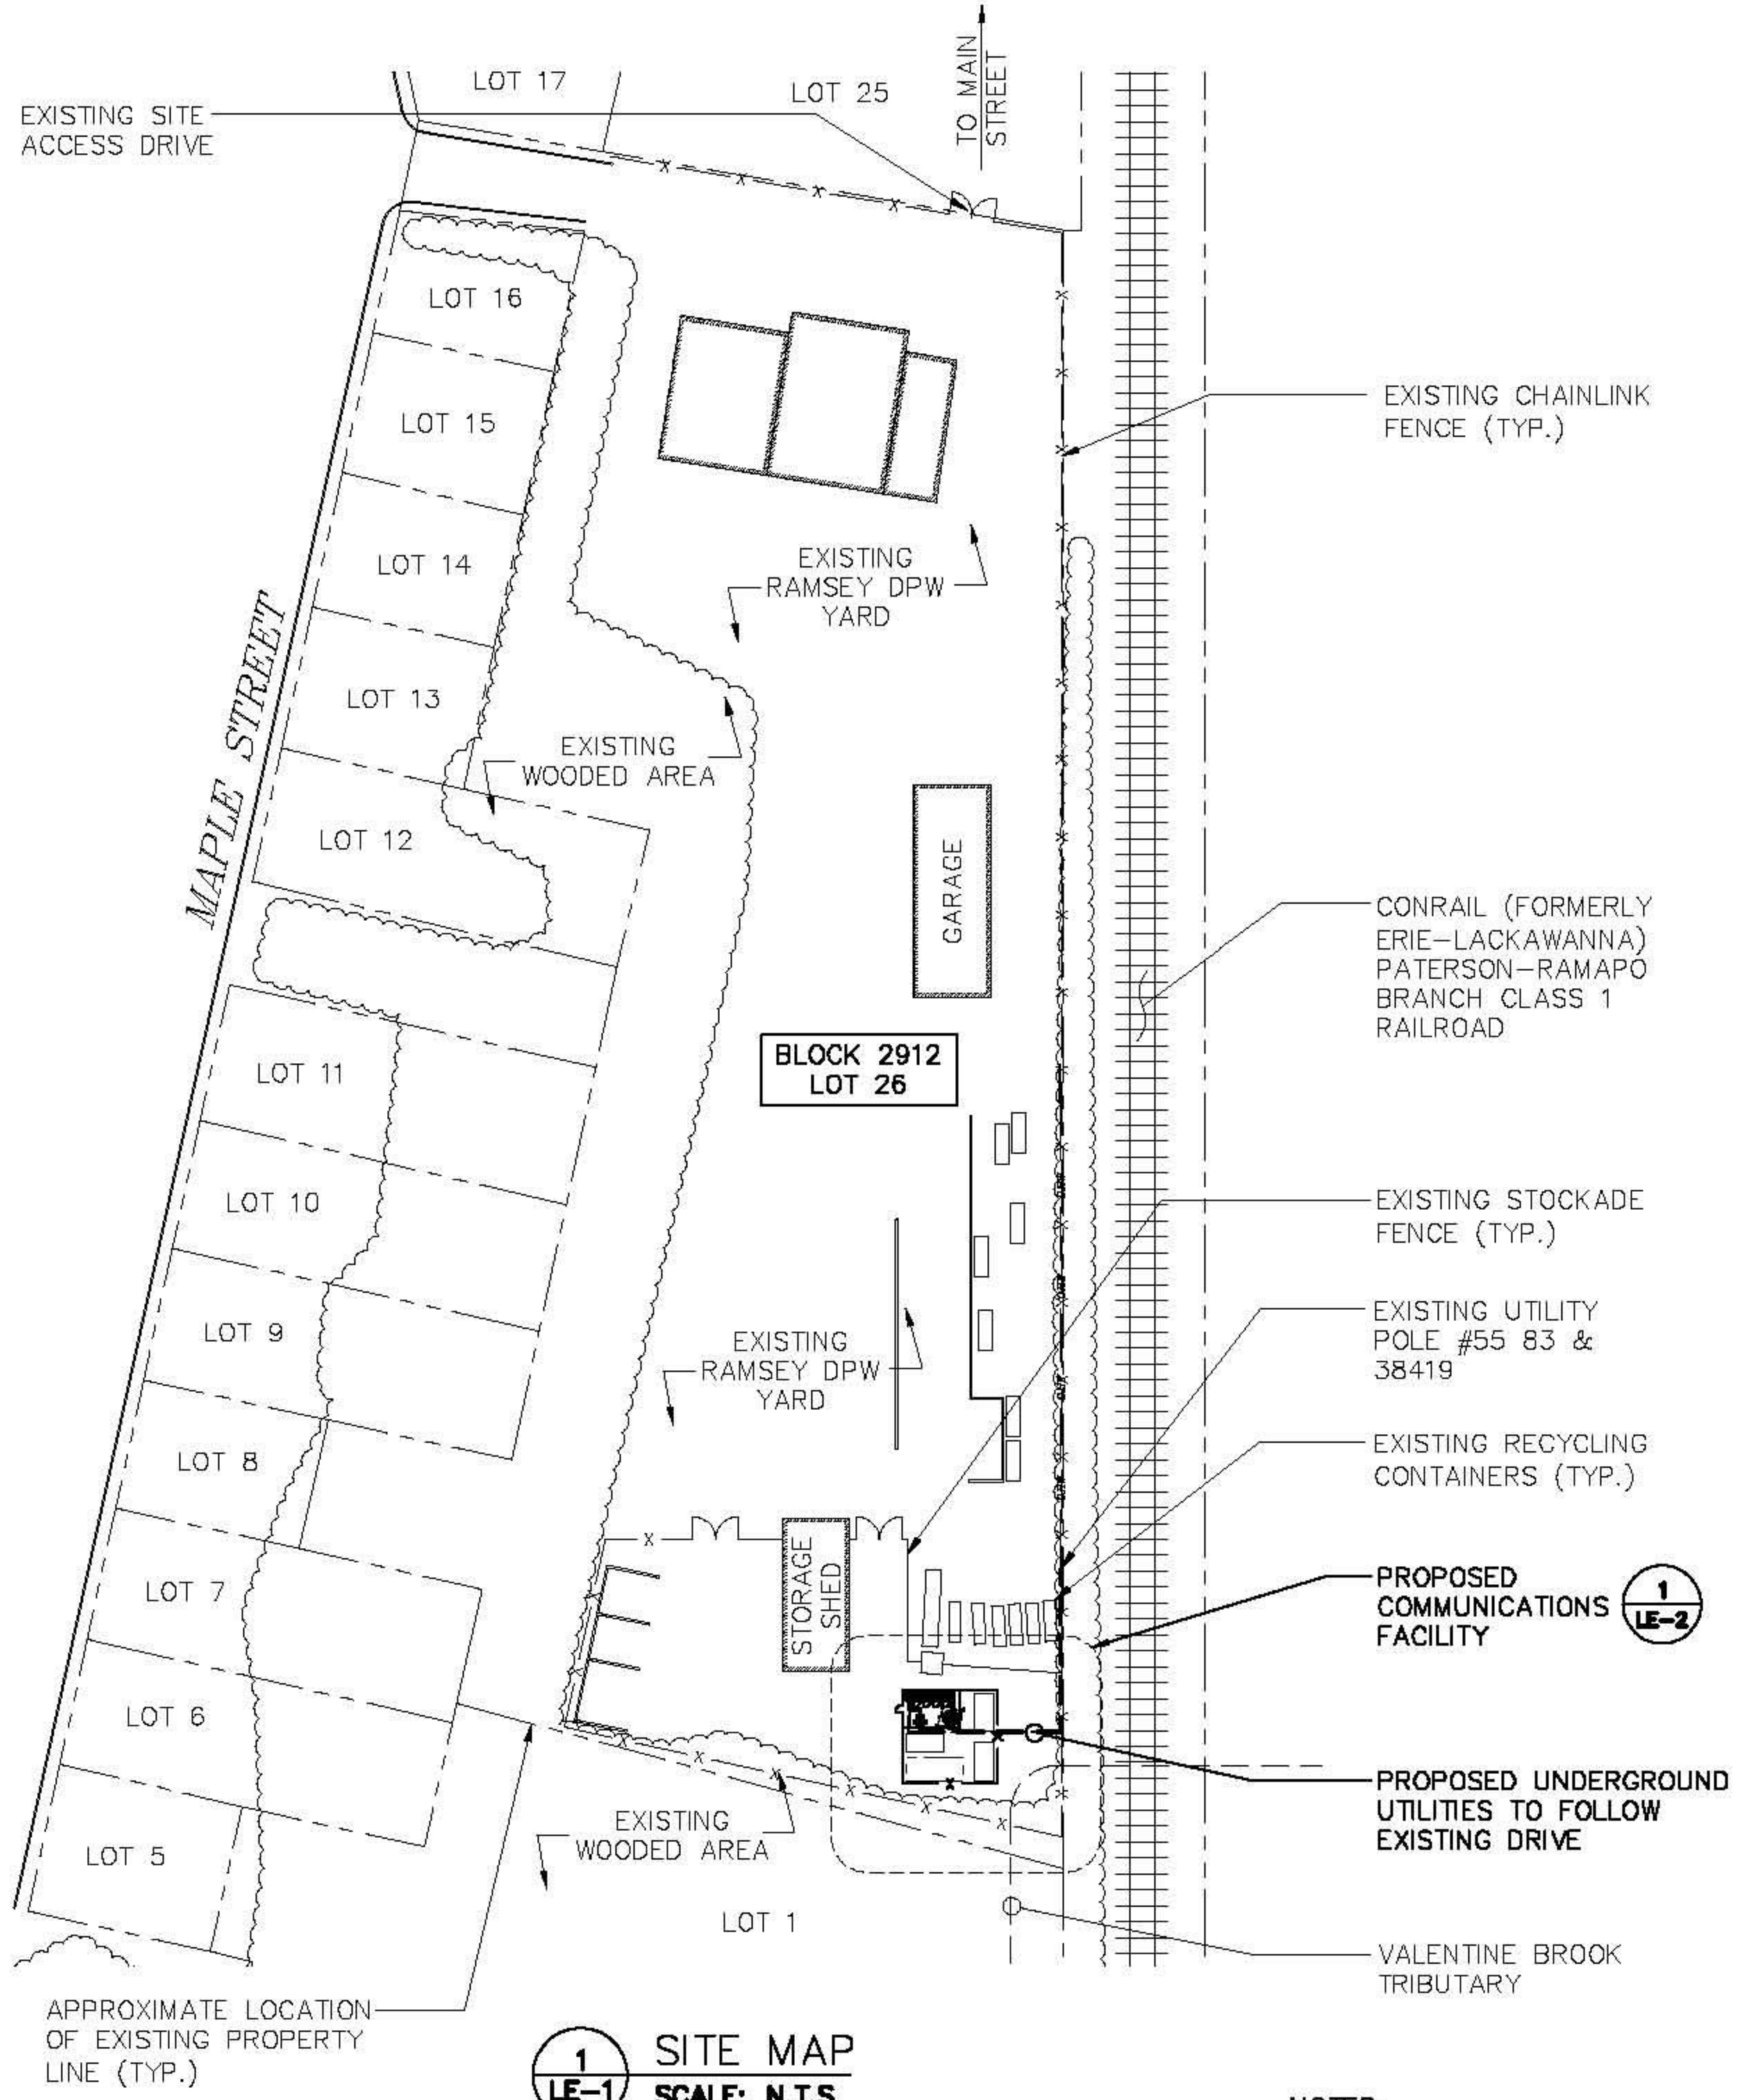 TO MAIN
STREET
LOT 17
LOT 25
EXISTING SITE
ACCESS DRIVE
LOT 16
EXISTING CHAINLINK
FENCE (TYP.)
LOT 15
EXISTING
RAMSEY DPW
YARD
LOT 14
MAPLE STREET
LOT 13
EXISTING
WOODED AREA
LOT 12
GARAGE
CONRAIL (FORMERLY
ERIE-LACKAWANNA)
PATERSON-RAMAPO
BRANCH CLASS 1
RAILROAD
BLOCK 2912
LOT 26
LOT 11
LOT 10
EXISTING STOCKADE
FENCE (TYP.)
LOT 9
EXISTING
RAMSEY DPW
YARD
EXISTING UTILITY
POLE #55 83 &
38419
LOT 8
EXISTING RECYCLING
CONTAINERS (TYP.)
STORAGE
SHED
LOT 7
PROPOSED
COMMUNICATIONS
FACILITY
1
LE-2
LOT 6
PROPOSED UNDERGROUND
UTILITIES TO FOLLOW
EXISTING DRIVE
EXISTING
WOODED AREA
LOT 5
LOT 1
VALENTINE BROOK
TRIBUTARY
APPROXIMATE LOCATION
OF EXISTING PROPERTY
LINE (TYP.)
1
LE-1
SITE MAP
SCALE: N.T.S.